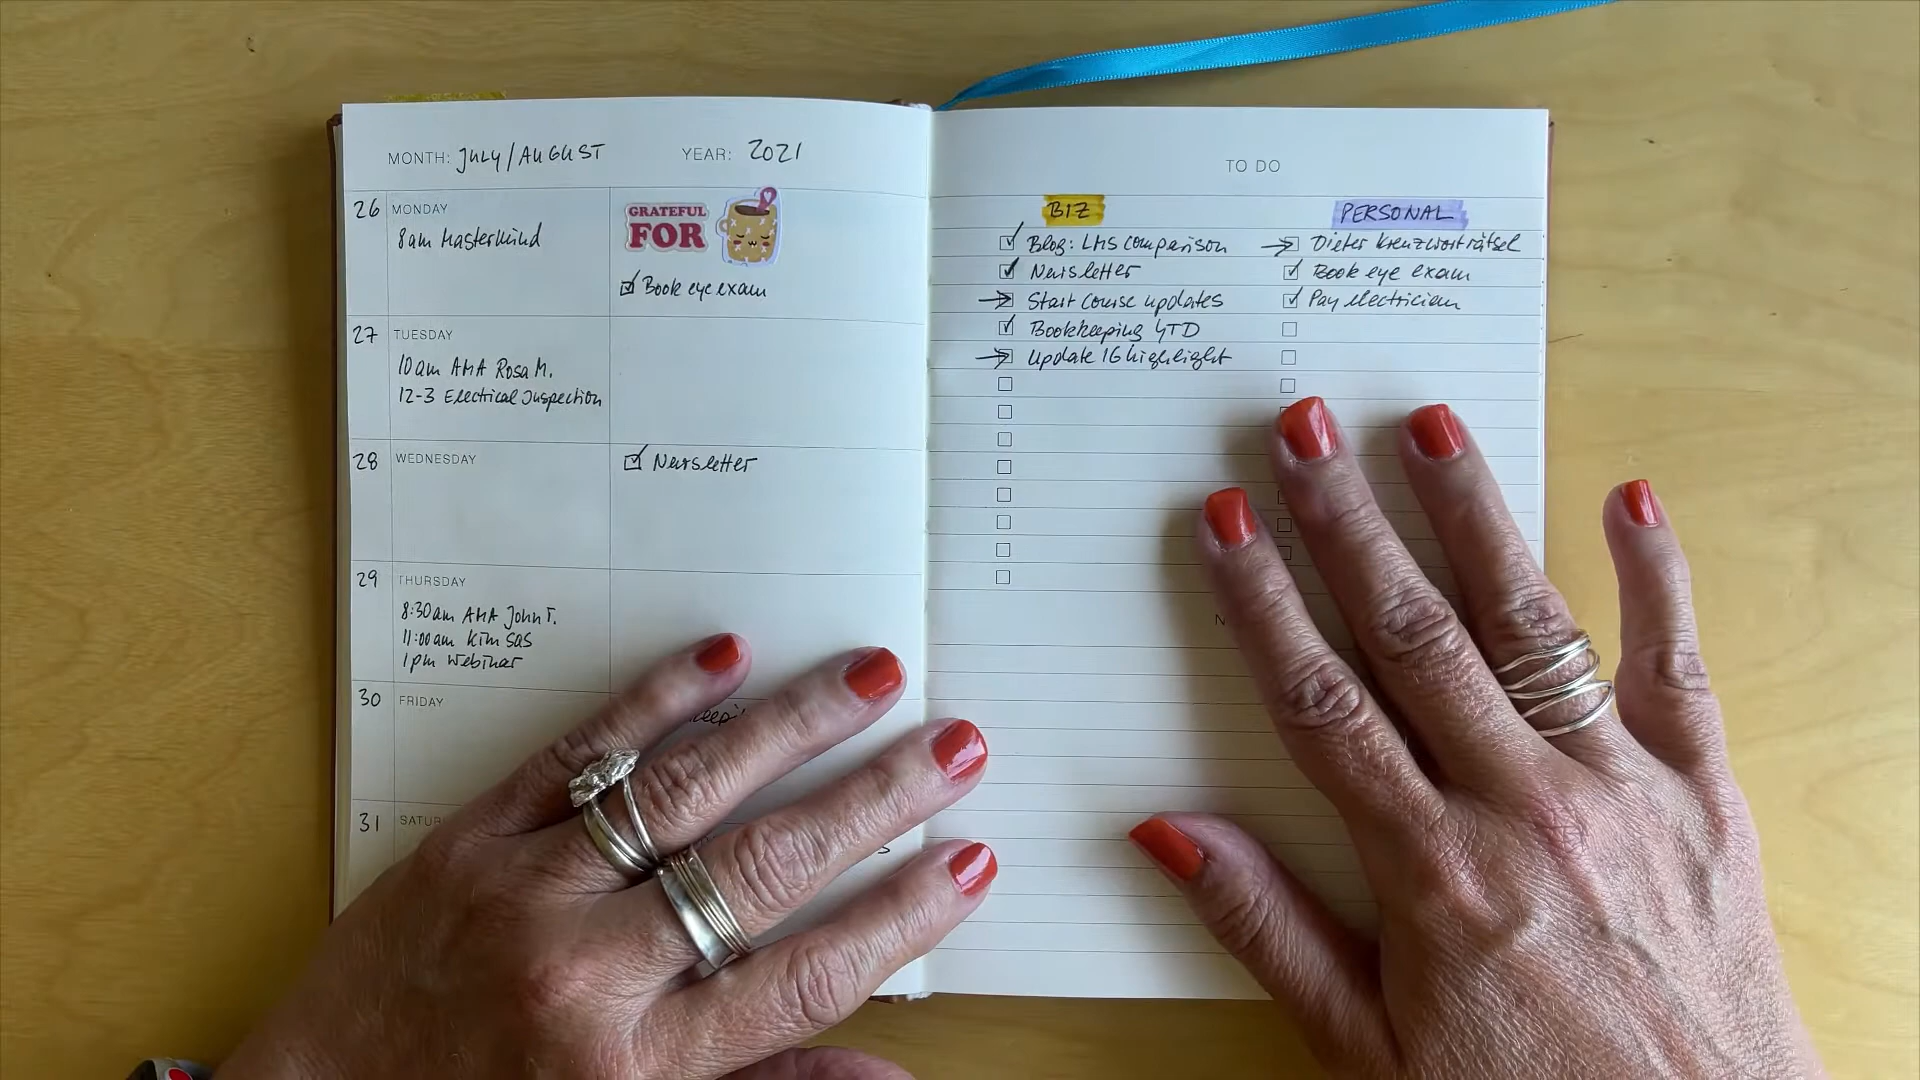 MONTH: JULY/AUGUST
YEAR: 2021
26 MONDAY
8am Mastermind
GRATEFUL
FOR
Book eye exam
27 TUESDAY
10am AMA Rosa M.
12-3 Electrical Inspection
28 WEDNESDAY
Newsletter
29 THURSDAY
8:30am AMA John T.
11:00am Kim SAS
1pm Webinar
30 FRIDAY
31
TO DO
BIZ
Blog: LMS comparison
Newsletter
Start course updates
Bookkeeping YTD
Update IG highlight
PERSONAL
Dieter Kreuzworträtsel
Book eye exam
Pay electrician